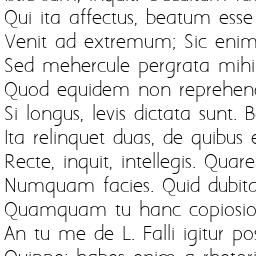 Qui ita affectus, beatum esse
Venit ad extremum; Sic enim
Sed mehercule pergrata mihi
Quod equidem non reprehend
Si longus, levis dictata sunt. B
Ita relinquet duas, de quibus e
Recte, inquit, intellegis. Quare
Numquam facies. Quid dubita
Quamquam tu hanc copiosio
An tu me de L. Falli igitur pos